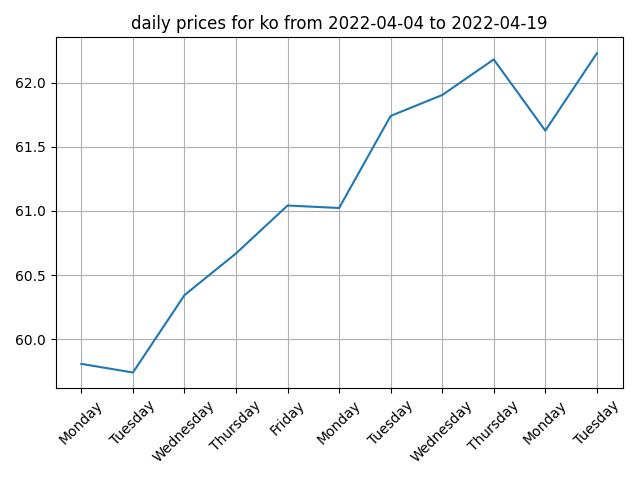 daily prices for ko from 2022-04-04 to 2022-04-19
62.0
61.5
61.0
60.5
60.0
Monday
Tuesday
Wednesday
Thursday
Friday
Monday
Tuesday
Wednesday
Thursday
Monday
Tuesday